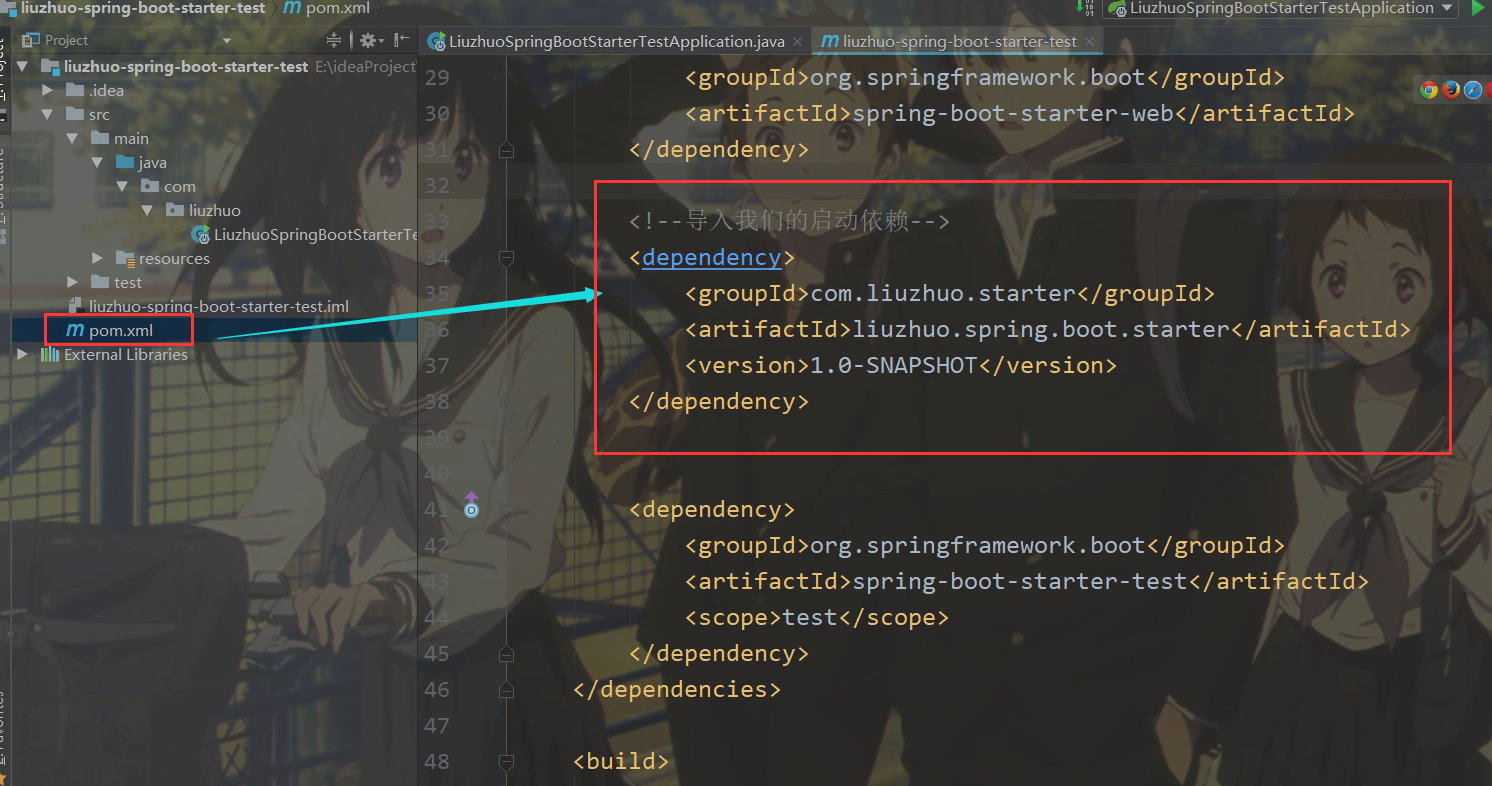 liuzhuo-spring-boot-starter-test
pom.xml
LiuzhuoSpringBootStarterTestApplication
Project
LiuzhuoSpringBootStarterTestApplication.java
liuzhuo-spring-boot-starter-test
liuzhuo-spring-boot-starter-test E:\ideaProject
.idea
src
main
java
com
liuzhuo
LiuzhuoSpringBootStarterTe
resources
test
liuzhuo-spring-boot-starter-test.iml
pom.xml
External Libraries
29 <groupId>org.springframework.boot</groupId>
30 <artifactId>spring-boot-starter-web</artifactId>
31 </dependency>
32
33 <!--导入我们的启动依赖-->
34 <dependency>
35 <groupId>com.liuzhuo.starter</groupId>
36 <artifactId>liuzhuo.spring.boot.starter</artifactId>
37 <version>1.0-SNAPSHOT</version>
38 </dependency>
39
40
41 <dependency>
42 <groupId>org.springframework.boot</groupId>
43 <artifactId>spring-boot-starter-test</artifactId>
44 <scope>test</scope>
45 </dependency>
46 </dependencies>
47
48 <build>